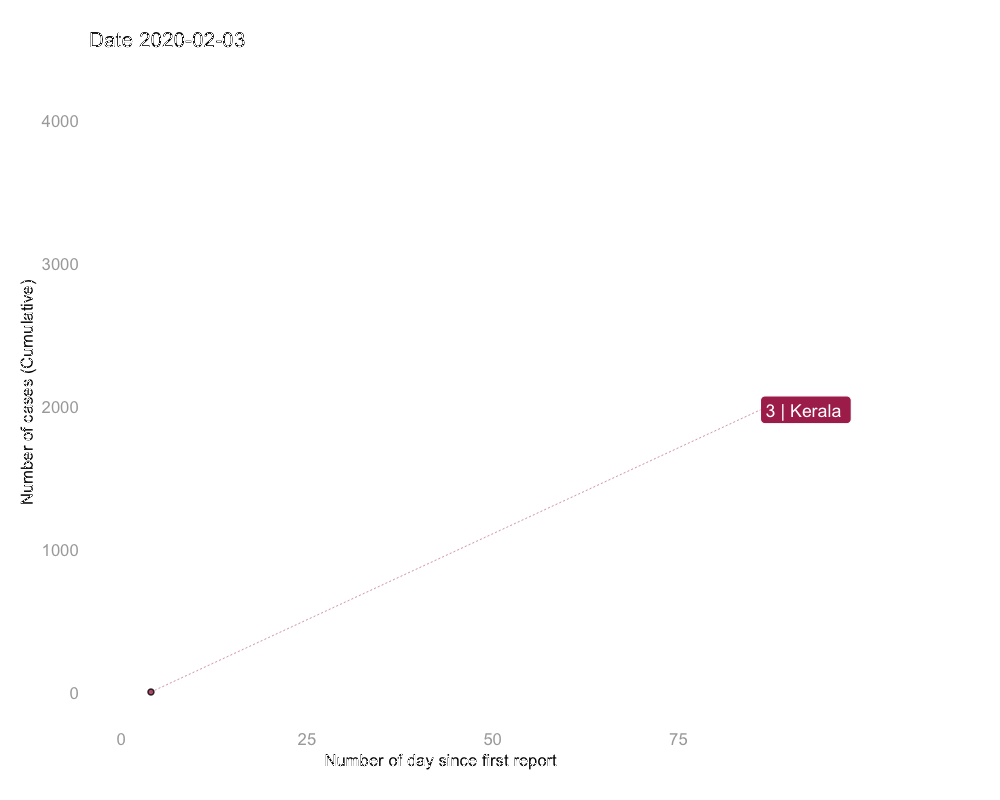 Date 2020-02-03
4000
3000
2000
1000
0
Number of cases (Cumulative)
3 | Kerala
0 25 50 75
Number of day since first report